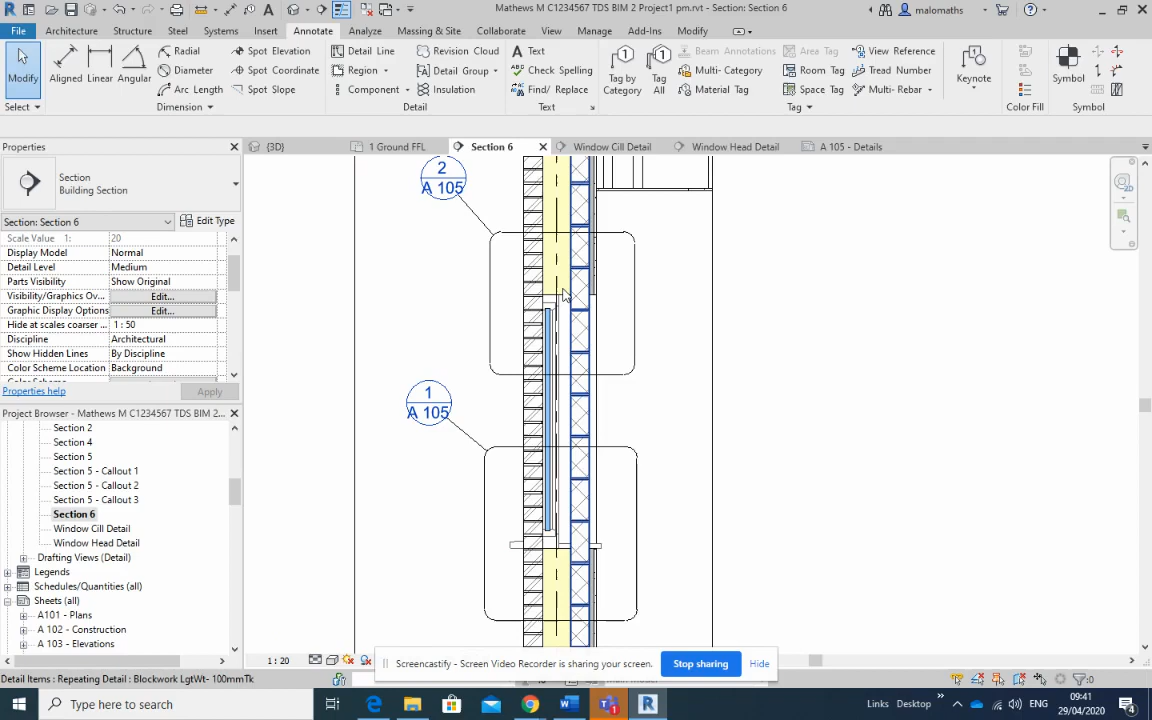 Mathews M C1234567 TDS BIM 2 Project1 pm.rvt - Section: Section 6
malomaths
File Architecture Structure Steel Systems Insert Annotate Analyze Massing & Site Collaborate View Manage Add-Ins Modify
Modify Aligned Linear Angular
Radial Diameter Arc Length
Spot Elevation Spot Coordinate Spot Slope
Detail Line Region Component
Revision Cloud Detail Group Insulation
Text Check Spelling Find/ Replace
Tag by Category Tag All
Beam Annotations Multi- Category Material Tag
Area Tag Room Tag Space Tag
View Reference Tread Number Multi- Rebar
Keynote Symbol
Select Dimension Detail Text Tag Color Fill Symbol
Properties
{3D} 1 Ground FFL Section 6 Window Cill Detail Window Head Detail A 105 - Details
Section
Building Section
Section: Section 6 Edit Type
Scale Value 1: 20
Display Model Normal
Detail Level Medium
Parts Visibility Show Original
Visibility/Graphics Ov... Edit...
Graphic Display Options Edit...
Hide at scales coarser ... 1 : 50
Discipline Architectural
Show Hidden Lines By Discipline
Color Scheme Location Background
Properties help Apply
Project Browser - Mathews M C1234567 TDS BIM 2...
Section 2
Section 4
Section 5
Section 5 - Callout 1
Section 5 - Callout 2
Section 5 - Callout 3
Section 6
Window Cill Detail
Window Head Detail
Drafting Views (Detail)
Legends
Schedules/Quantities (all)
Sheets (all)
A101 - Plans
A 102 - Construction
A 103 - Elevations
2
A 105
1
A 105
2D
1 : 20
Screencastify - Screen Video Recorder is sharing your screen. Stop sharing Hide
Detail Items : Repeating Detail : Blockwork LgtWt- 100mmTk
:0
Type here to search
Links Desktop ENG
09:41
29/04/2020
4